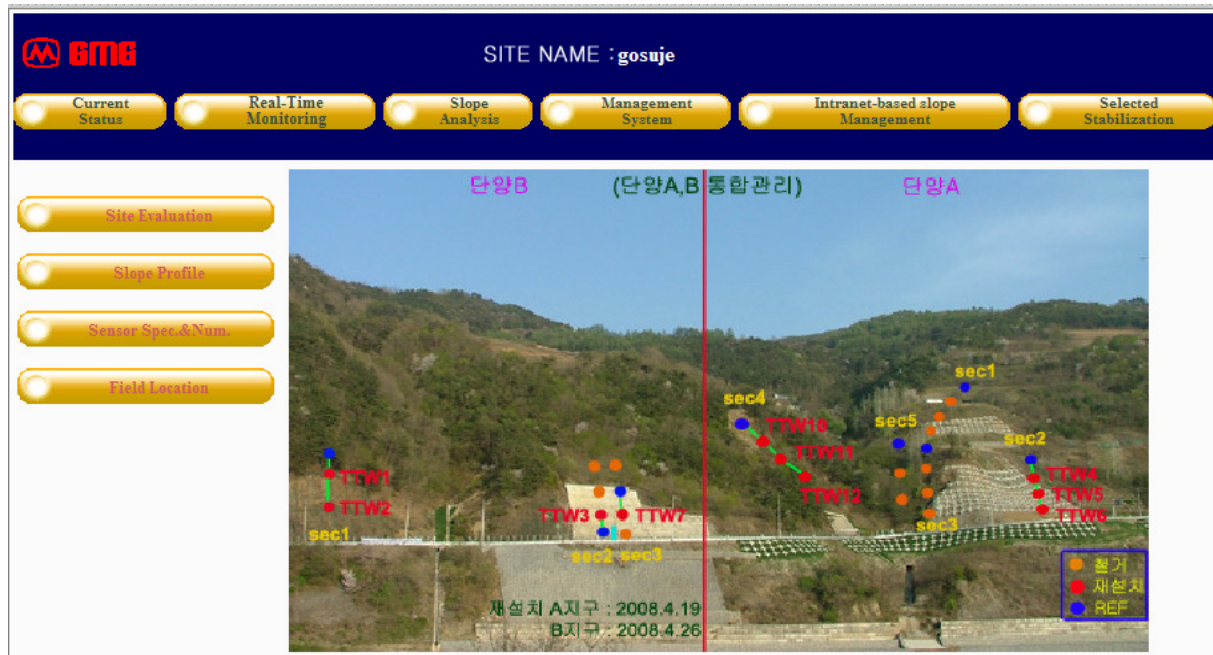 GMG
SITE NAME : gosuje
Current
Status
Real-Time
Monitoring
Slope
Analysis
Management
System
Intranet-based slope
Management
Selected
Stabilization
Site Evaluation
Slope Profile
Sensor Spec.&Num.
Field Location
단양B
(단양A,B 통합관리)
단양A
sec1
sec4
TTW10
sec5
sec2
TTW11
TTW1
TTW4
TTW12
TTW5
TTW2
TTW3
TTW7
TTW6
sec1
sec3
sec2
sec3
철거
재설치
REF
재설치 A지구 : 2008.4.19
B지구 : 2008.4.26